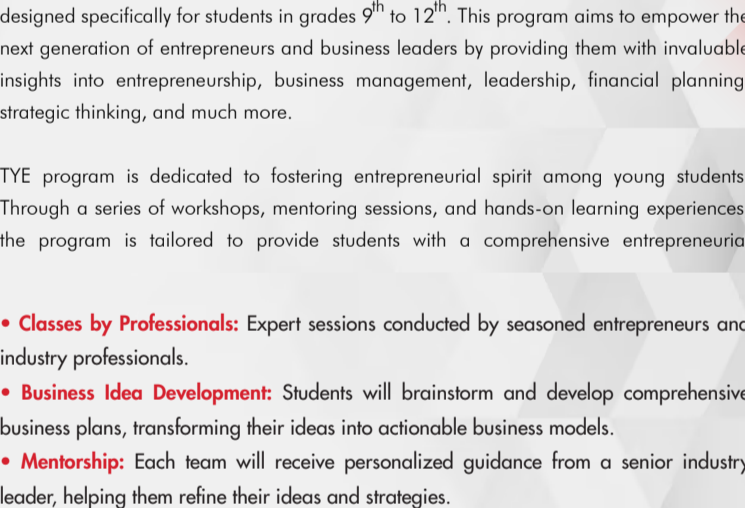 designed specifically for students in grades 9th to 12th. This program aims to empower the
next generation of entrepreneurs and business leaders by providing them with invaluable
insights into entrepreneurship, business management, leadership, financial planning
strategic thinking, and much more.
TYE program is dedicated to fostering entrepreneurial spirit among young students
Through a series of workshops, mentoring sessions, and hands-on learning experiences
the program is tailored to provide students with a comprehensive entrepreneuria
• Classes by Professionals: Expert sessions conducted by seasoned entrepreneurs and
industry professionals.
• Business Idea Development: Students will brainstorm and develop comprehensive
business plans, transforming their ideas into actionable business models.
• Mentorship: Each team will receive personalized guidance from a senior industry
leader, helping them refine their ideas and strategies.